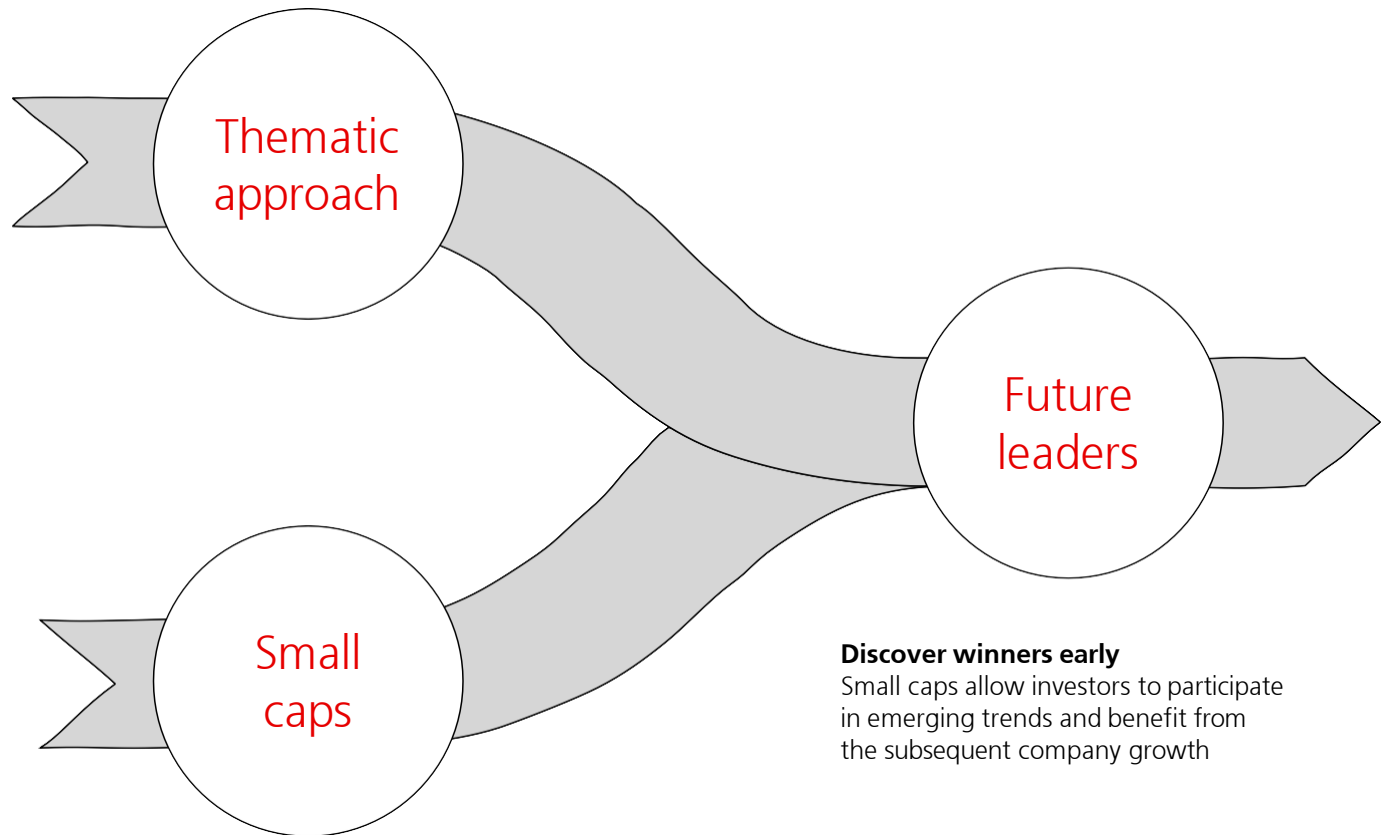 Thematic
approach
Future
leaders
Small
caps
Discover winners early
Small caps allow investors to participate
in emerging trends and benefit from
the subsequent company growth